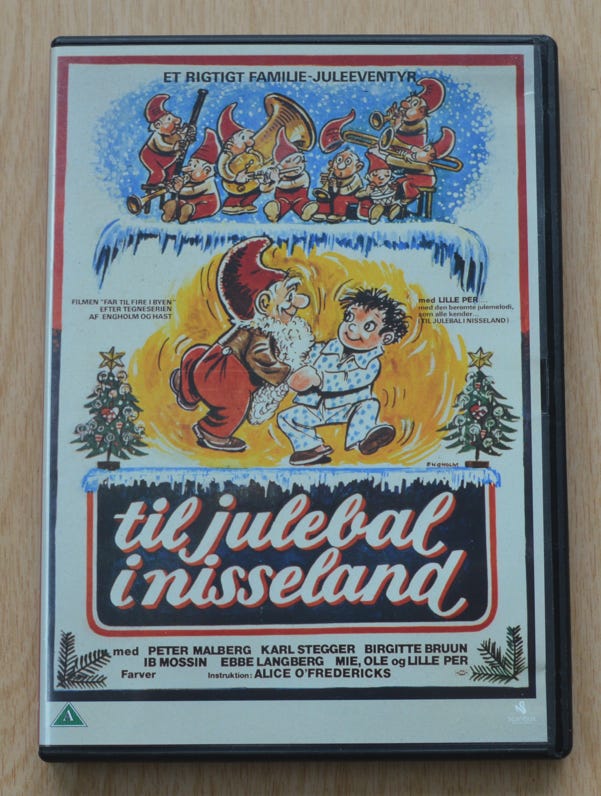 ET RIGTIGT FAMILIE-JULEEVENTYR
FILMEN "FAR TIL FIRE I BYEN"
EFTER TEGNESERIEN
AF ENGHOLM OG HAST
med LILLE PER...
med den berømte julemelodi,
som alle kender...
(TIL JULEBAL I NISSELAND)
ENGHOLM
til julebal
i nisseland
med PETER MALBERG KARL STEGGER BIRGITTE BRUUN
IB MOSSIN EBBE LANGBERG MIE, OLE og LILLE PER
Farver Instruktion: ALICE O'FREDERICKS
A